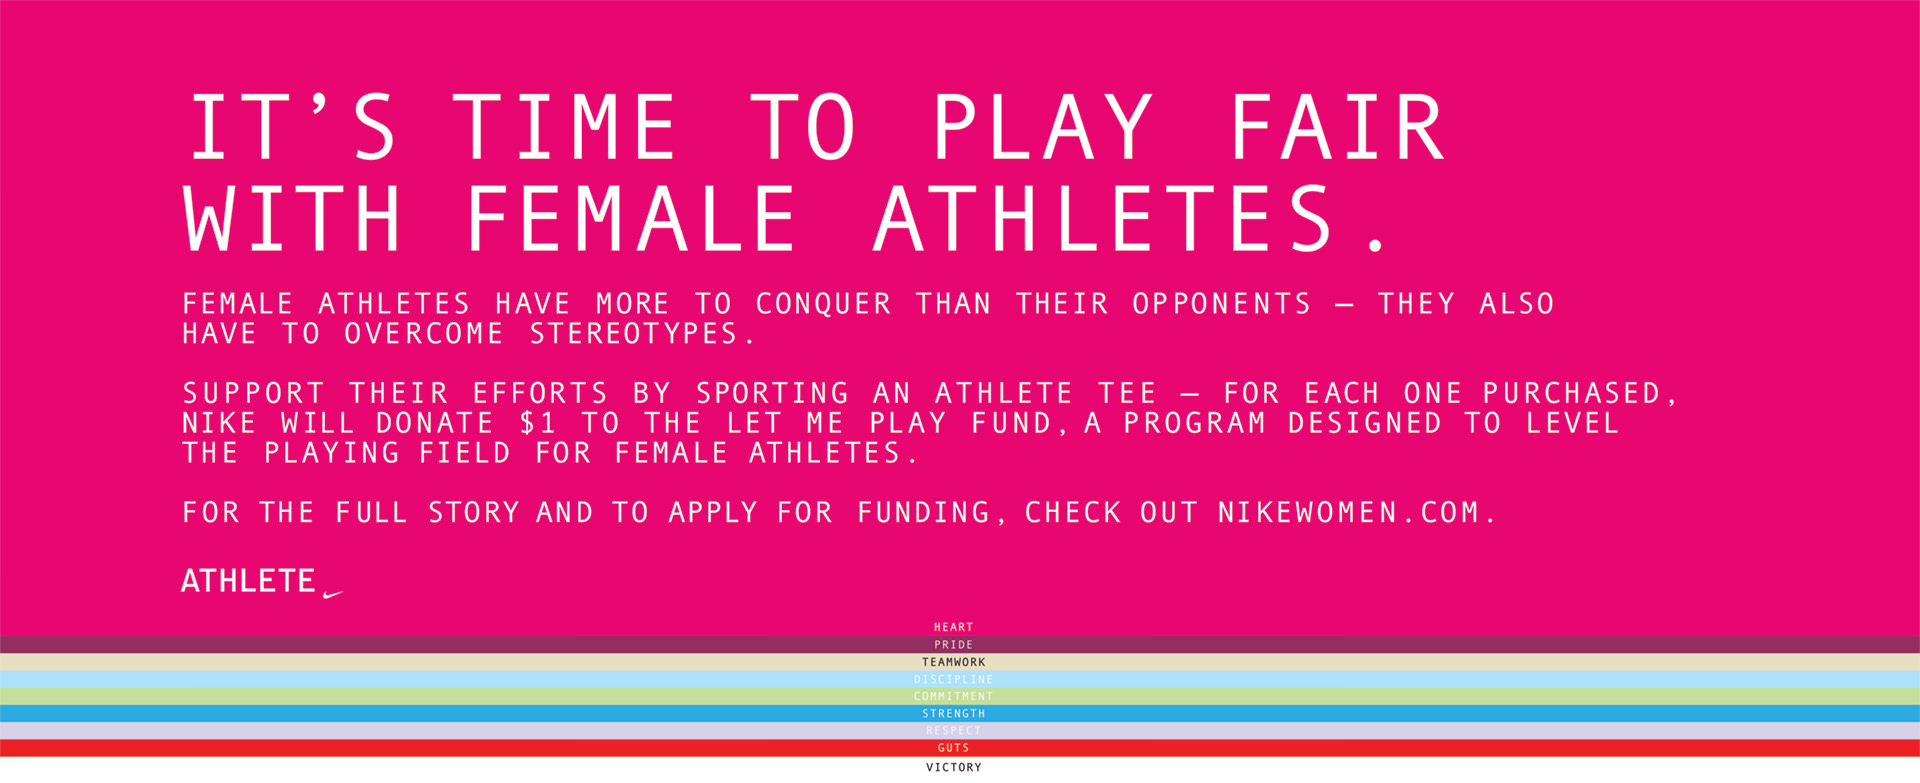 IT’S TIME TO PLAY FAIR
WITH FEMALE ATHLETES.
FEMALE ATHLETES HAVE MORE TO CONQUER THAN THEIR OPPONENTS — THEY ALSO
HAVE TO OVERCOME STEREOTYPES.
SUPPORT THEIR EFFORTS BY SPORTING AN ATHLETE TEE — FOR EACH ONE PURCHASED,
NIKE WILL DONATE $1 TO THE LET ME PLAY FUND, A PROGRAM DESIGNED TO LEVEL
THE PLAYING FIELD FOR FEMALE ATHLETES.
FOR THE FULL STORY AND TO APPLY FOR FUNDING, CHECK OUT NIKEWOMEN.COM.
ATHLETE
HEART
PRIDE
TEAMWORK
DISCIPLINE
COMMITMENT
STRENGTH
RESPECT
GUTS
VICTORY